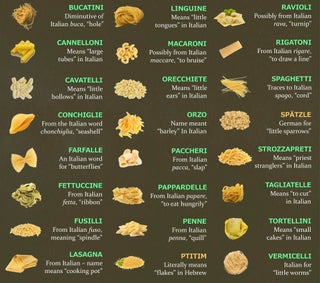 BUCATINI
Diminutive of
Italian buca, "hole"
LINGUINE
Means "little
tongues" in Italian
RAVIOLI
Possibly from Italian
rava, "turnip"
CANNELLONI
Means "large
tubes" in Italian
MACARONI
Possibly from Italian
maccare, "to bruise"
RIGATONI
From Italian rigare,
"to draw a line"
CAVATELLI
Means "little
hollows" in Italian
ORECCHIETE
Means "little
ears" in Italian
SPAGHETTI
Traces to Italian
spago, "cord"
CONCHIGLIE
From the Italian word
chonchiglia, "seashell"
ORZO
Name meant
"barley" In Italian
SPÄTZLE
German for
"little sparrows"
FARFALLE
An Italian word
for "butterflies"
PACCHERI
From Italian
pacca, "slap"
STROZZAPRETI
Means "priest
stranglers" in Italian
FETTUCCINE
From Italian
fetta, "ribbon"
PAPPARDELLE
From Italian papare,
"to eat hungrily"
TAGLIATELLE
Means "to cut"
in Italian
FUSILLI
From Italian fuso,
meaning "spindle"
PENNE
From Italian
penna, "quill"
TORTELLINI
Means "small
cakes" in Italian
LASAGNA
From Italian – name
means "cooking pot"
PTITIM
Literally means
"flakes" in Hebrew
VERMICELLI
Italian for
"little worms"